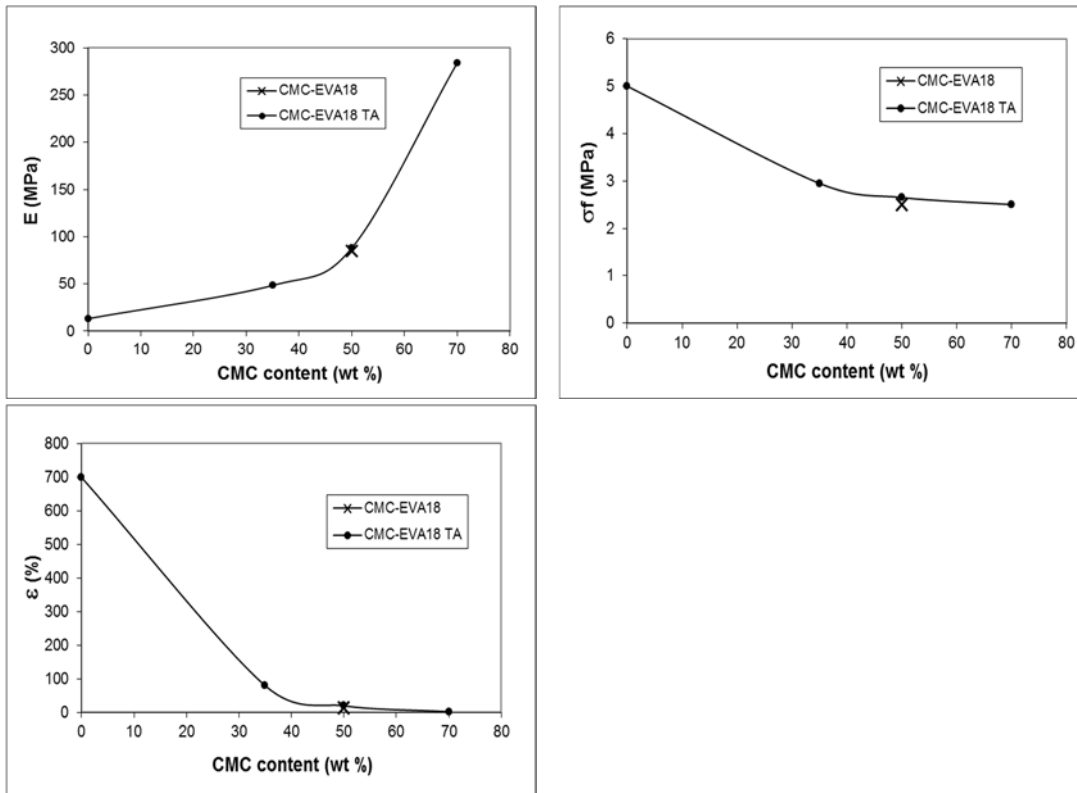 300
250
200
150
100
50
0
E (MPa)
CMC-EVA18
CMC-EVA18 TA
0 10 20 30 40 50 60 70 80
CMC content (wt %)
6
5
4
3
2
1
0
σf (MPa)
CMC-EVA18
CMC-EVA18 TA
0 10 20 30 40 50 60 70 80
CMC content (wt %)
800
700
600
500
400
300
200
100
0
ε (%)
CMC-EVA18
CMC-EVA18 TA
0 10 20 30 40 50 60 70 80
CMC content (wt %)